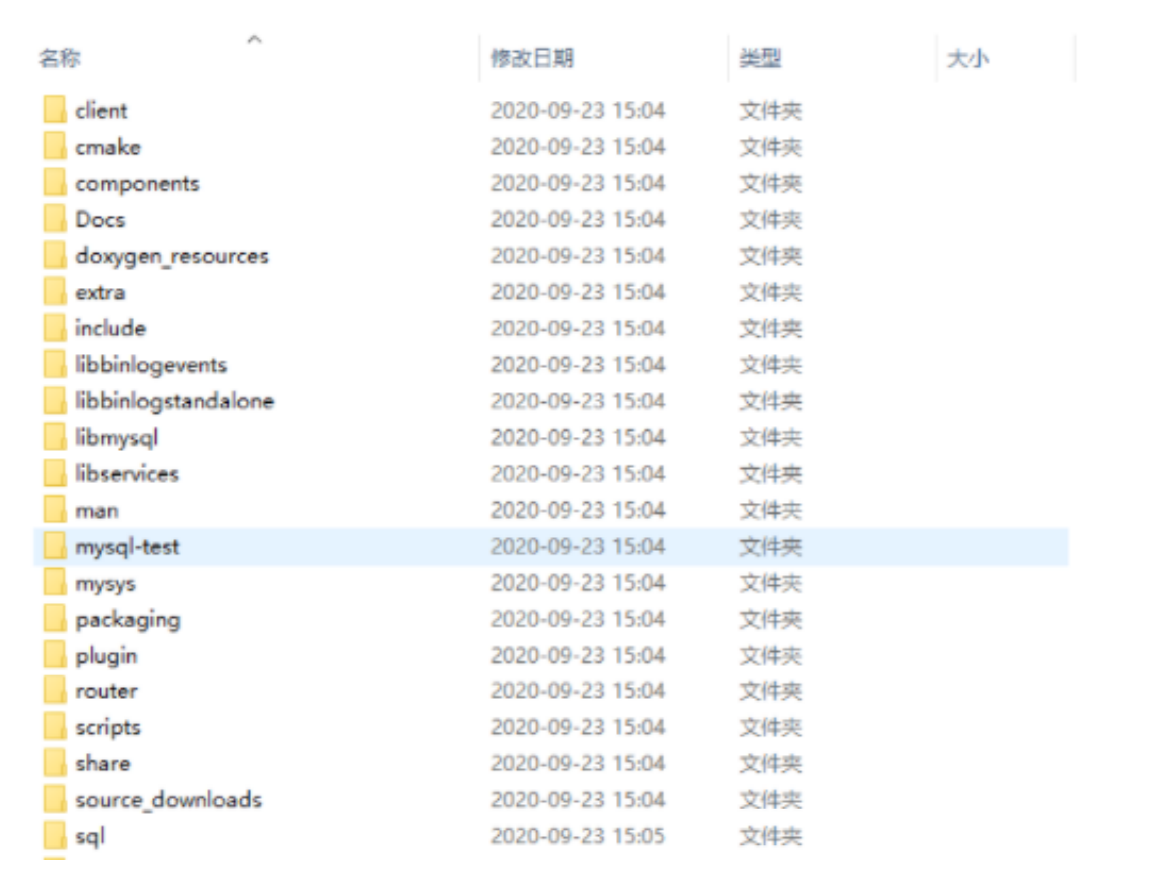 名称 修改日期 类型 大小
client 2020-09-23 15:04 文件夹
cmake 2020-09-23 15:04 文件夹
components 2020-09-23 15:04 文件夹
Docs 2020-09-23 15:04 文件夹
doxygen_resources 2020-09-23 15:04 文件夹
extra 2020-09-23 15:04 文件夹
include 2020-09-23 15:04 文件夹
libbinlogevents 2020-09-23 15:04 文件夹
libbinlogstandalone 2020-09-23 15:04 文件夹
libmysql 2020-09-23 15:04 文件夹
libservices 2020-09-23 15:04 文件夹
man 2020-09-23 15:04 文件夹
mysql-test 2020-09-23 15:04 文件夹
mysys 2020-09-23 15:04 文件夹
packaging 2020-09-23 15:04 文件夹
plugin 2020-09-23 15:04 文件夹
router 2020-09-23 15:04 文件夹
scripts 2020-09-23 15:04 文件夹
share 2020-09-23 15:04 文件夹
source_downloads 2020-09-23 15:04 文件夹
sql 2020-09-23 15:05 文件夹